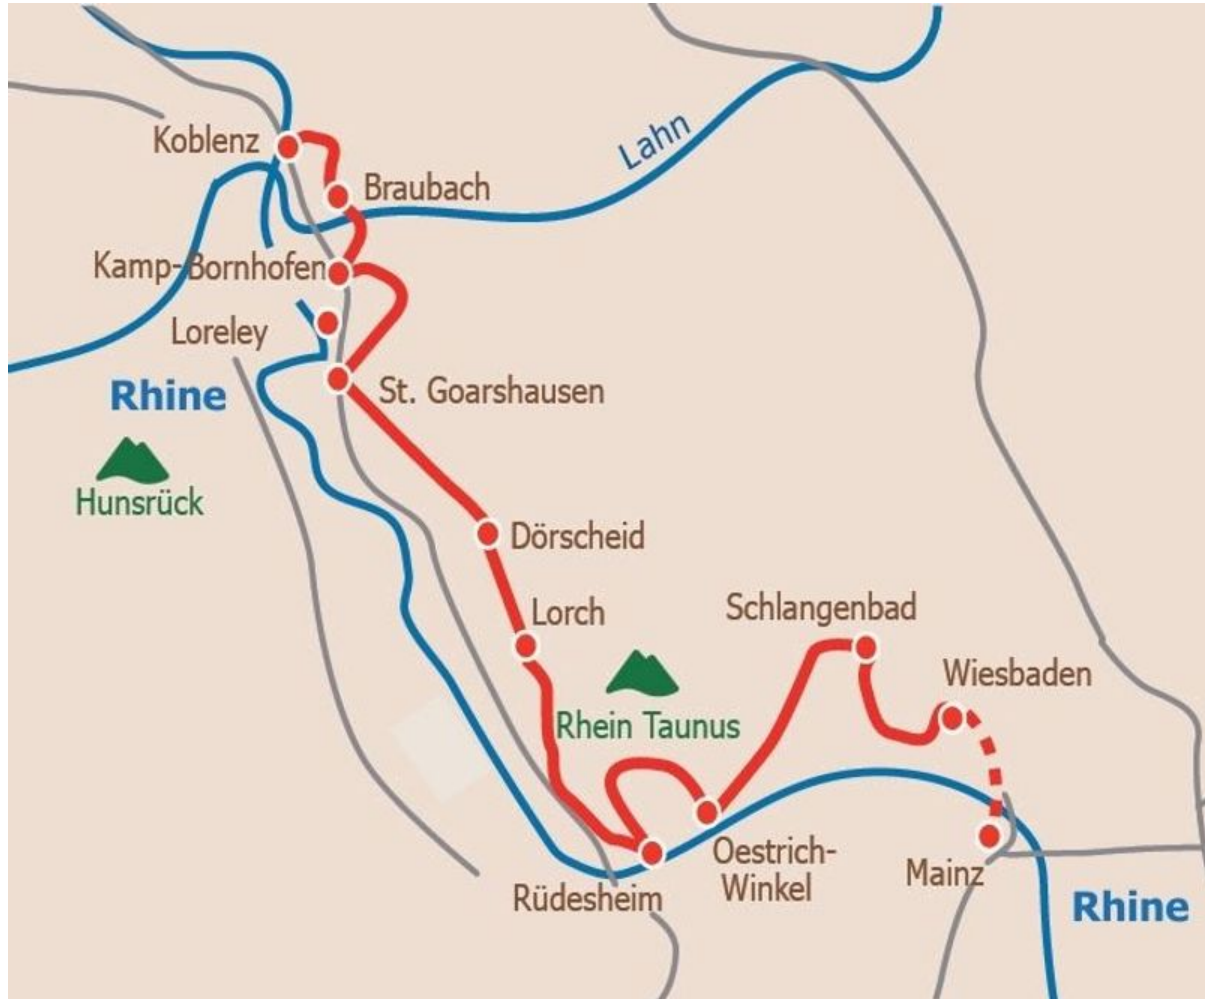 Koblenz
Lahn
Braubach
Kamp-Bornhofen
Loreley
Rhine
St. Goarshausen
Hunsrück
Dörscheid
Lorch
Schlangenbad
Wiesbaden
Rhein Taunus
Oestrich-
Winkel
Mainz
Rüdesheim
Rhine